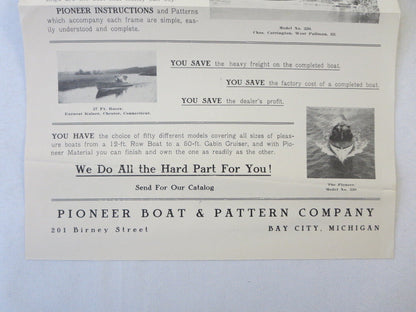 PIONEER INSTRUCTIONS and Patterns
which accompany each frame are simple, eas-
ily understood and complete.
Model No. 226.
Chas. Carrington, West Pullman, Ill.
YOU SAVE the heavy freight on the completed boat.
YOU SAVE the factory cost of a completed boat.
YOU SAVE the dealer's profit.
27 Ft. Racer.
Earnest Kaiser, Chester, Connecticut.
YOU HAVE the choice of fifty different models covering all sizes of pleas-
ure boats (from a 12-ft. Row Boat to a 50-ft. Cabin Cruiser, and with Pio-
neer Material you can finish and own the one as readily as the other.
We Do All the Hard Part For You!
Send For Our Catalog
The Pioneer.
Model No. 220
PIONEER BOAT & PATTERN COMPANY
201 Birney Street
BAY CITY, MICHIGAN